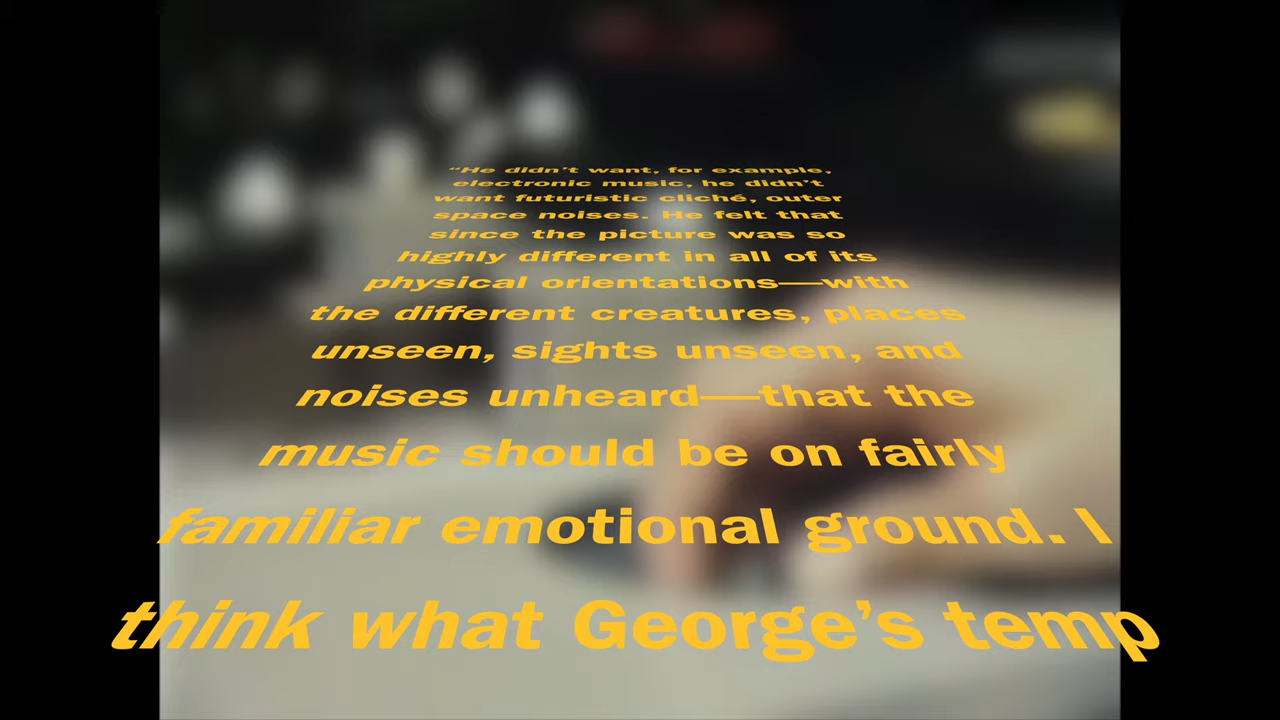 “He didn’t want, for example,
electronic music, he didn’t
want futuristic cliché, outer
space noises. He felt that
since the picture was so
highly different in all of its
physical orientations—with
the different creatures, places
unseen, sights unseen, and
noises unheard—that the
music should be on fairly
familiar emotional ground. I
think what George’s temp